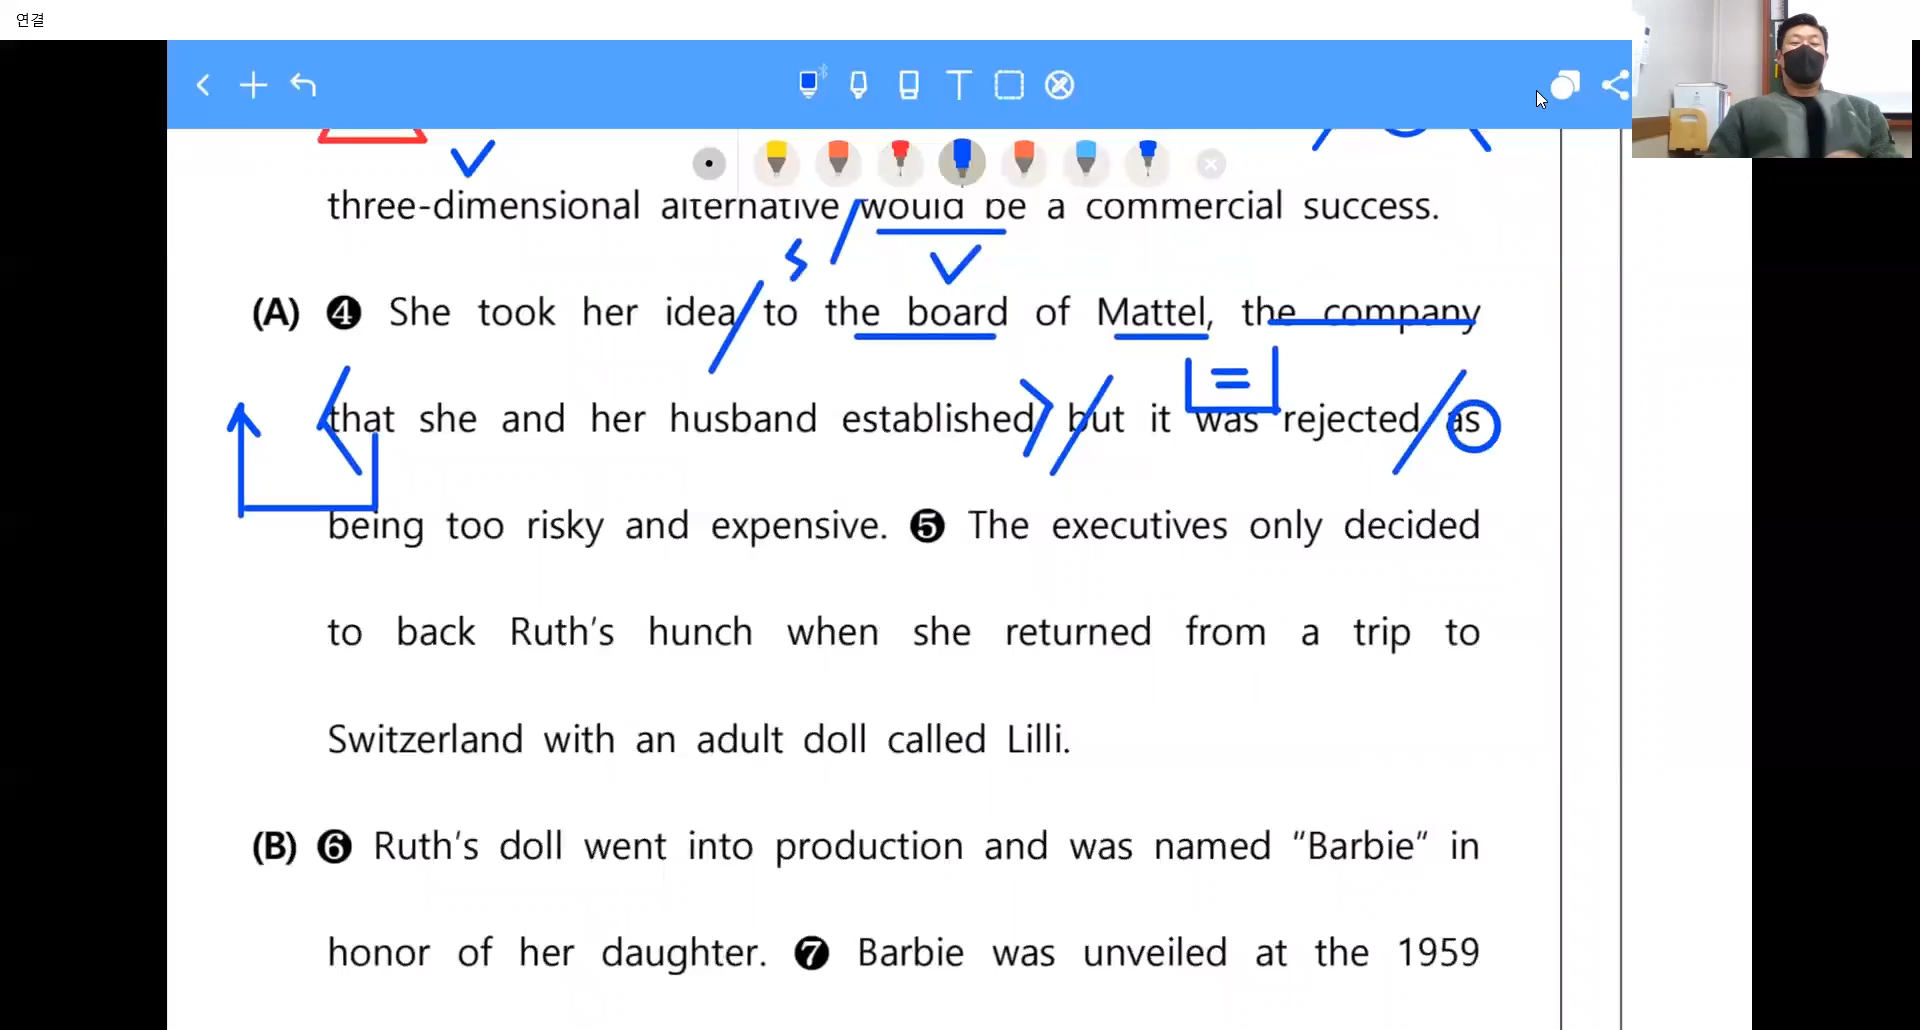 연결
three-dimensional alternative would be a commercial success.
(A) ❹ She took her idea to the board of Mattel, the company
that she and her husband established, but it was rejected as
being too risky and expensive. ❺ The executives only decided
to back Ruth's hunch when she returned from a trip to
Switzerland with an adult doll called Lilli.
(B) ❻ Ruth's doll went into production and was named "Barbie" in
honor of her daughter. ❼ Barbie was unveiled at the 1959